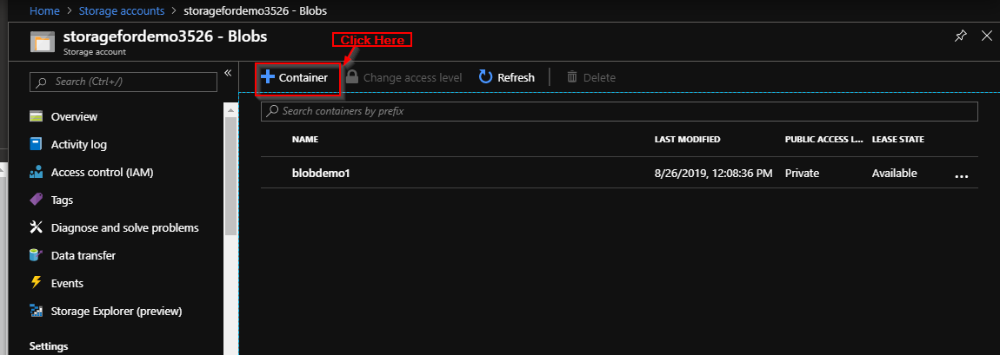 Home > Storage accounts > storagefordemo3526 - Blobs
storagefordemo3526 - Blobs
Storage account
Click Here
Search (Ctrl+/)
«
Container Change access level Refresh Delete
Search containers by prefix
NAME LAST MODIFIED PUBLIC ACCESS L... LEASE STATE
blobdemo1 8/26/2019, 12:08:36 PM Private Available ...
Overview
Activity log
Access control (IAM)
Tags
Diagnose and solve problems
Data transfer
Events
Storage Explorer (preview)
Settings